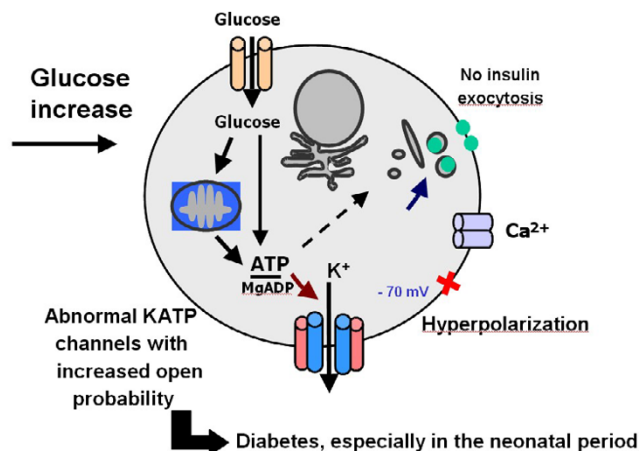 Glucose
Glucose
increase
No insulin
exocytosis
Glucose
Ca²⁺
ATP
MgADP
K⁺
- 70 mV
Hyperpolarization
Abnormal KATP
channels with
increased open
probability
Diabetes, especially in the neonatal period